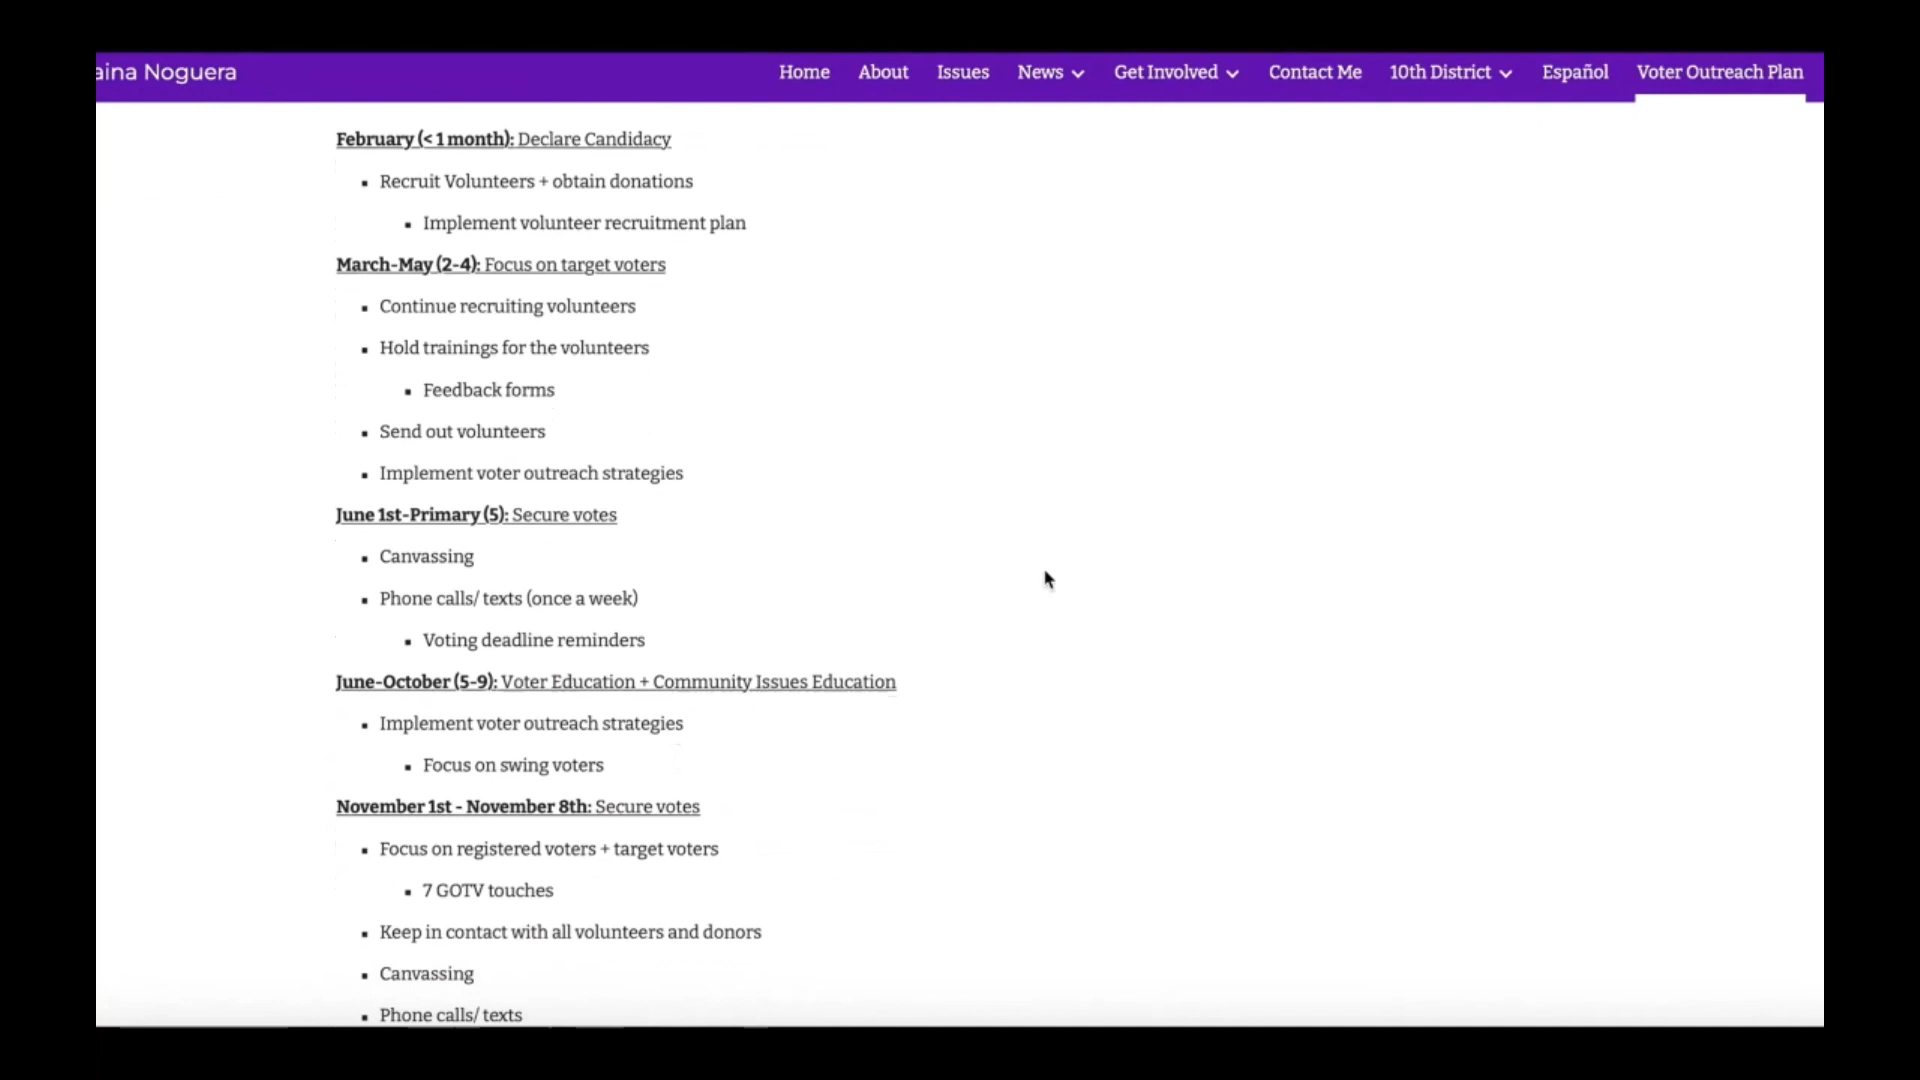 aina Noguera
Home About Issues News Get Involved Contact Me 10th District Español Voter Outreach Plan
February (< 1 month): Declare Candidacy
Recruit Volunteers + obtain donations
Implement volunteer recruitment plan
March-May (2-4): Focus on target voters
Continue recruiting volunteers
Hold trainings for the volunteers
Feedback forms
Send out volunteers
Implement voter outreach strategies
June 1st-Primary (5): Secure votes
Canvassing
Phone calls/ texts (once a week)
Voting deadline reminders
June-October (5-9): Voter Education + Community Issues Education
Implement voter outreach strategies
Focus on swing voters
November 1st - November 8th: Secure votes
Focus on registered voters + target voters
7 GOTV touches
Keep in contact with all volunteers and donors
Canvassing
Phone calls/ texts